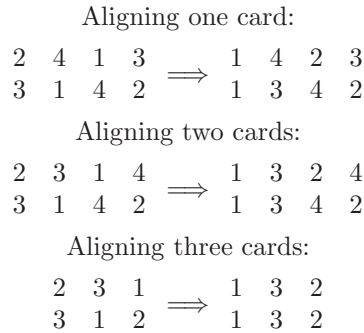 Aligning one card:
2 4 1 3 ⟹ 1 4 2 3
3 1 4 2 1 3 4 2
Aligning two cards:
2 3 1 4 ⟹ 1 3 2 4
3 1 4 2 1 3 4 2
Aligning three cards:
2 3 1 ⟹ 1 3 2
3 1 2 1 3 2